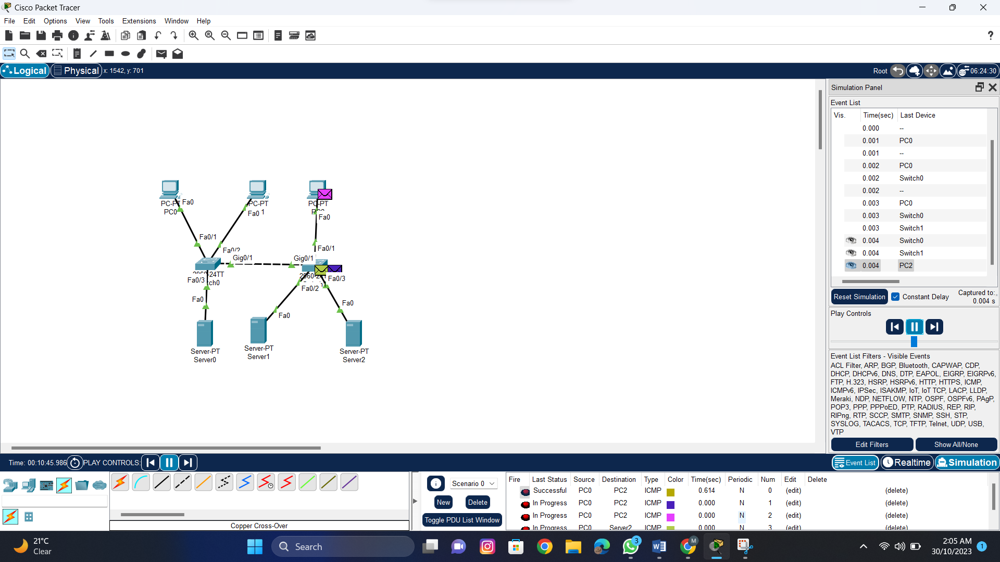 Cisco Packet Tracer
File Edit Options View Tools Extensions Window Help
?
Logical Physical x: 1542, y: 701
Root 06:24:30
PC-PT
PC0
Fa0
PC-PT
1
Fa0
PC-PT
Fa0
Fa0/1
Fa0/2
Gig0/1
Gig0/1
Fa0/1
2960-24TT
Fa0/3
Fa0/2
Fa0/3
Fa0
Fa0
Fa0
Server-PT
Server0
Server-PT
Server1
Server-PT
Server2
Simulation Panel
Event List
Vis. Time(sec) Last Device
0.000 --
0.001 PC0
0.001 --
0.002 PC0
0.002 Switch0
0.002 --
0.003 PC0
0.003 Switch0
0.003 Switch1
0.004 Switch0
0.004 Switch1
0.004 PC2
Reset Simulation Constant Delay Captured to:
0.004 s
Play Controls
Event List Filters - Visible Events
ACL Filter, ARP, BGP, Bluetooth, CAPWAP, CDP,
DHCP, DHCPv6, DNS, DTP, EAPOL, EIGRP, EIGRPv6,
FTP, H.323, HSRP, HSRPv6, HTTP, HTTPS, ICMP,
ICMPv6, IPSec, ISAKMP, IoT, IoT TCP, LACP, LLDP,
Meraki, NDP, NETFLOW, NTP, OSPF, OSPFv6, PAgP,
POP3, PPP, PPPoED, PTP, RADIUS, REP, RIP,
RIPng, RTP, SCCP, SMTP, SNMP, SSH, STP,
SYSLOG, TACACS, TCP, TFTP, Telnet, UDP, USB,
VTP
Edit Filters Show All/None
Time: 00:10:45.986 PLAY CONTROLS:
Event List Realtime Simulation
Copper Cross-Over
Scenario 0
New Delete
Toggle PDU List Window
Fire Last Status Source Destination Type Color Time(sec) Periodic Num Edit Delete
Successful PC0 PC2 ICMP 0.614 N 0 (edit) (delete)
In Progress PC0 PC2 ICMP 0.000 N 1 (edit) (delete)
In Progress PC0 PC2 ICMP 0.000 N 2 (edit) (delete)
In Progress PC0 Server2 ICMP 0.000 N 3 (edit) (delete)
21°C
Clear
Search
3
M
2:05 AM
30/10/2023
1